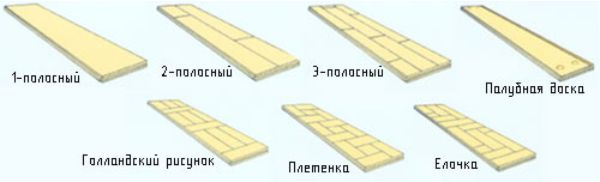 1-полосный
2-полосный
3-полосный
Палубная доска
Голландский рисунок
Плетенка
Елочка